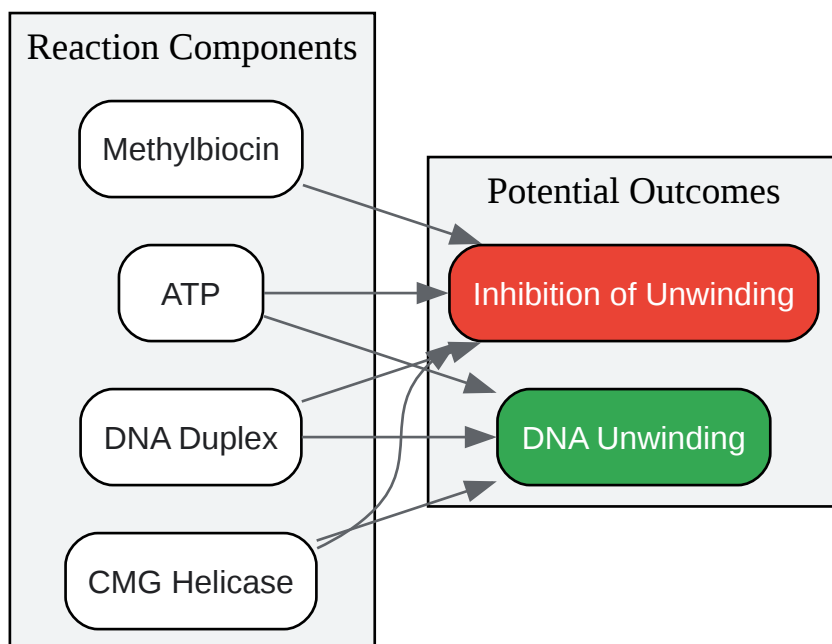 Reaction Components
Methylbiocin
ATP
DNA Duplex
CMG Helicase
Potential Outcomes
Inhibition of Unwinding
DNA Unwinding